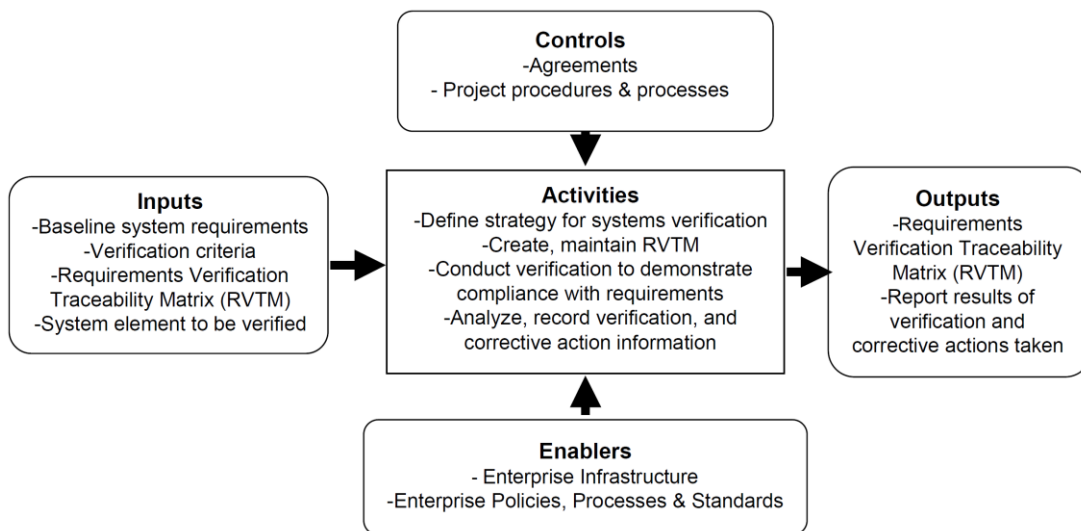 Controls
-Agreements
- Project procedures & processes
Inputs
-Baseline system requirements
-Verification criteria
-Requirements Verification
Traceability Matrix (RVTM)
-System element to be verified
Activities
-Define strategy for systems verification
-Create, maintain RVTM
-Conduct verification to demonstrate
compliance with requirements
-Analyze, record verification, and
corrective action information
Outputs
-Requirements
Verification Traceability
Matrix (RVTM)
-Report results of
verification and
corrective actions taken
Enablers
- Enterprise Infrastructure
-Enterprise Policies, Processes & Standards